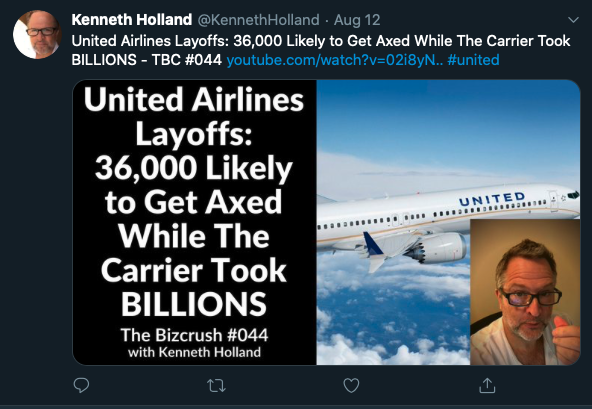 Kenneth Holland @KennethHolland · Aug 12
United Airlines Layoffs: 36,000 Likely to Get Axed While The Carrier Took
BILLIONS - TBC #044 youtube.com/watch?v=02i8yN.. #united
United Airlines
Layoffs:
36,000 Likely
to Get Axed
While The
Carrier Took
BILLIONS
The Bizcrush #044
with Kenneth Holland
UNITED